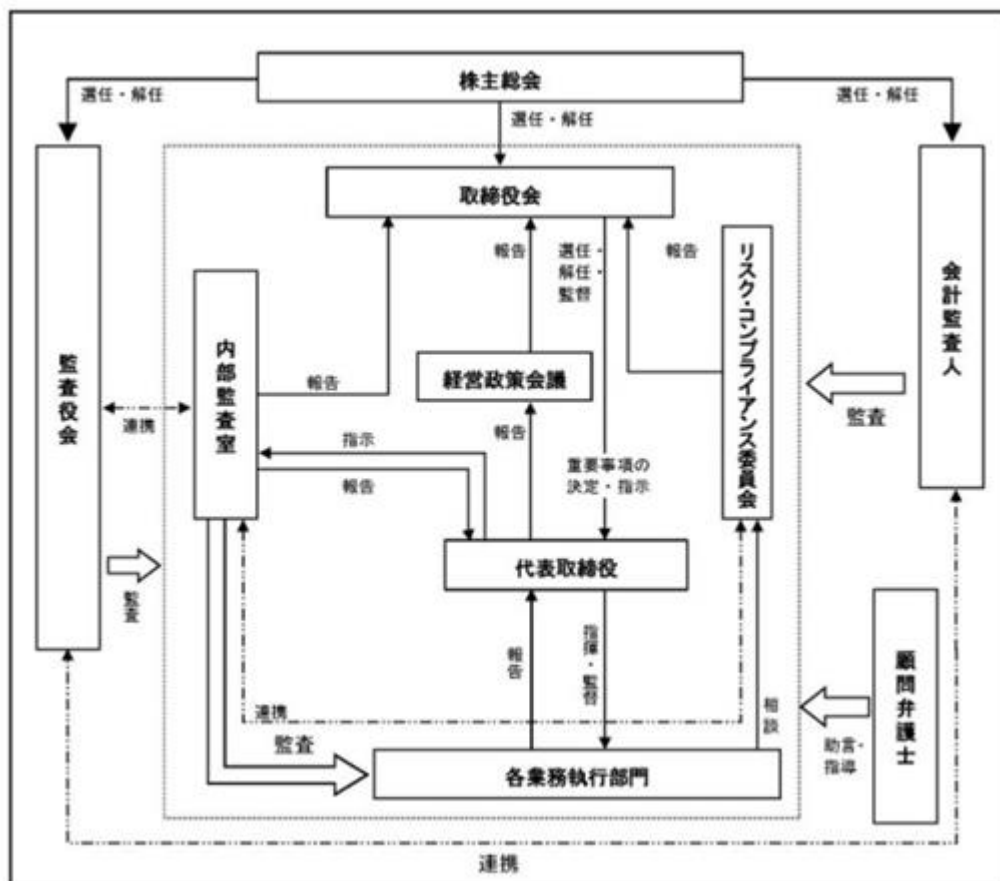 株主総会
選任・解任
選任・解任
選任・解任
取締役会
報告
選任・
解任・
監督
報告
リスク・コンプライアンス委員会
会計監査人
監査役会
内部監査室
報告
経営政策会議
監査
連携
指示
報告
報告
重要事項の
決定・指示
代表取締役
監査
報告
指揮・監督
相談
顧問弁護士
連携
監査
助言・
指導
各業務執行部門
連携